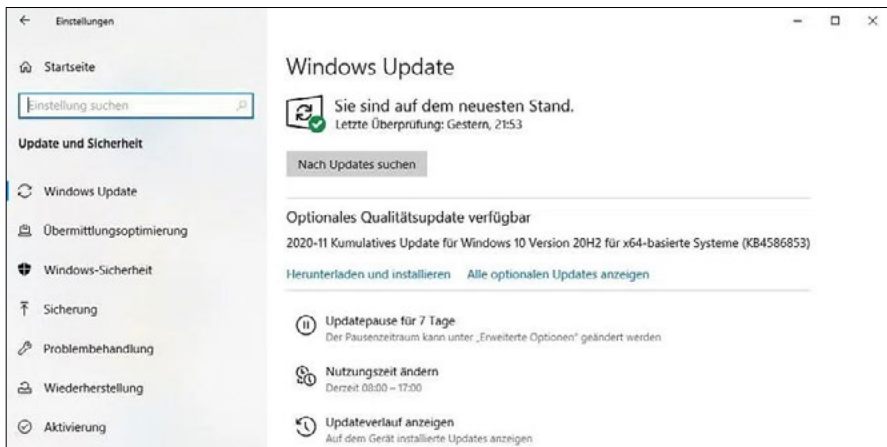 Einstellungen
Startseite
Einstellung suchen
Update und Sicherheit
Windows Update
Übermittlungsoptimierung
Windows-Sicherheit
Sicherung
Problembehandlung
Wiederherstellung
Aktivierung
Windows Update
Sie sind auf dem neuesten Stand.
Letzte Überprüfung: Gestern, 21:53
Nach Updates suchen
Optionales Qualitätsupdate verfügbar
2020-11 Kumulatives Update für Windows 10 Version 20H2 für x64-basierte Systeme (KB4586853)
Herunterladen und installieren Alle optionalen Updates anzeigen
Updatepause für 7 Tage
Der Pausenzeitraum kann unter „Erweiterte Optionen" geändert werden
Nutzungszeit ändern
Derzeit 08:00 – 17:00
Updateverlauf anzeigen
Auf dem Gerät installierte Updates anzeigen